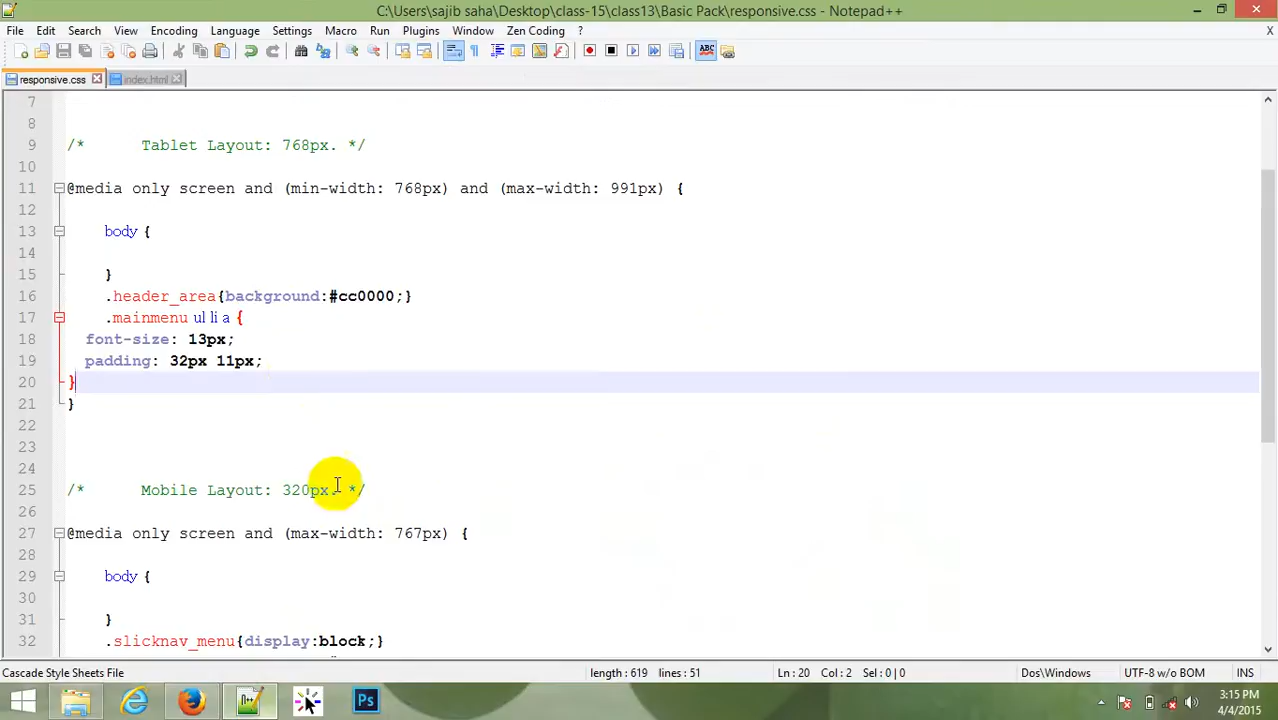 C:\Users\sajib saha\Desktop\class-15\class13\Basic Pack\responsive.css - Notepad++
File Edit Search View Encoding Language Settings Macro Run Plugins Window Zen Coding ? X
ABC
responsive.css index.html
7
8
9 /* Tablet Layout: 768px. */
10
11 @media only screen and (min-width: 768px) and (max-width: 991px) {
12
13 body {
14
15 }
16 .header_area{background:#cc0000;}
17 .mainmenu ul li a {
18 font-size: 13px;
19 padding: 32px 11px;
20 }
21 }
22
23
24
25 /* Mobile Layout: 320px. */
26
27 @media only screen and (max-width: 767px) {
28
29 body {
30
31 }
32 .slicknav_menu{display:block;}
Cascade Style Sheets File length : 619 lines : 51 Ln : 20 Col : 2 Sel : 0 | 0 Dos\Windows UTF-8 w/o BOM INS
Ps
3:15 PM
4/4/2015